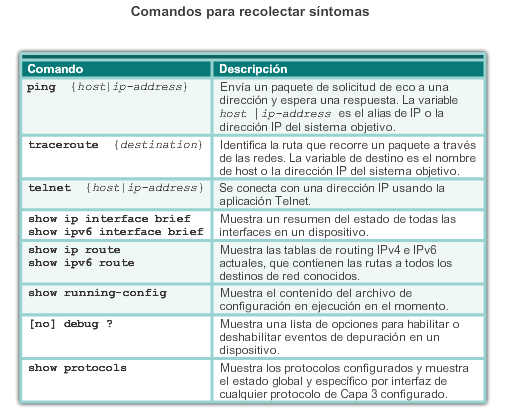 Comandos para recolectar síntomas
Comando Descripción
ping {host|ip-address} Envía un paquete de solicitud de eco a una
dirección y espera una respuesta. La variable
host |ip-address es el alias de IP o la
dirección IP del sistema objetivo.
traceroute {destination} Identifica la ruta que recorre un paquete a través
de las redes. La variable de destino es el nombre
de host o la dirección IP del sistema objetivo.
telnet {host|ip-address} Se conecta con una dirección IP usando la
aplicación Telnet.
show ip interface brief Muestra un resumen del estado de todas las
show ipv6 interface brief interfaces en un dispositivo.
show ip route Muestra las tablas de routing IPv4 e IPv6
show ipv6 route actuales, que contienen las rutas a todos los
destinos de red conocidos.
show running-config Muestra el contenido del archivo de
configuración en ejecución en el momento.
[no] debug ? Muestra una lista de opciones para habilitar o
deshabilitar eventos de depuración en un
dispositivo.
show protocols Muestra los protocolos configurados y muestra
el estado global y específico por interfaz de
cualquier protocolo de Capa 3 configurado.